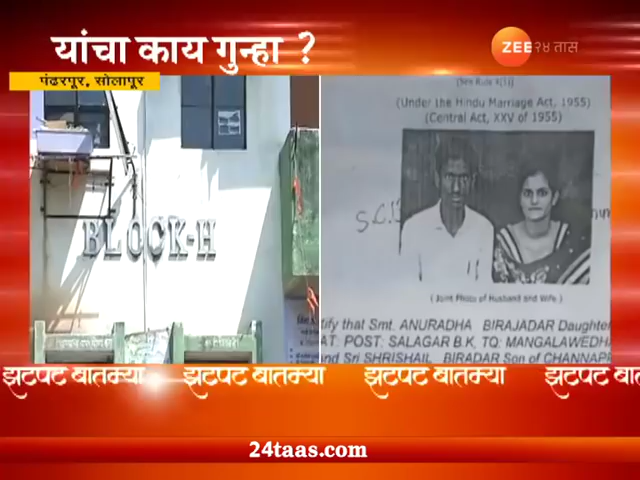 यांचा काय गुन्हा ?
ZEE २४ तास
पंढरपूर, सोलापूर
(See Rule
(Under the Hindu Marriage Act, 1955)
(Central Act, XXV of 1955)
BLOCK-H
(Joint Photo of Husband and Wife)
tify that Smt. ANURADHA BIRAJADAR Daughter
AT: POST: SALAGAR B.K. TQ: MANGALAWEDHA
and Sri SHRISHAIL BIRADAR Son of CHANNAPP
झटपट बातम्या झटपट बातम्या झटपट बातम्या झटपट बात
24taas.com